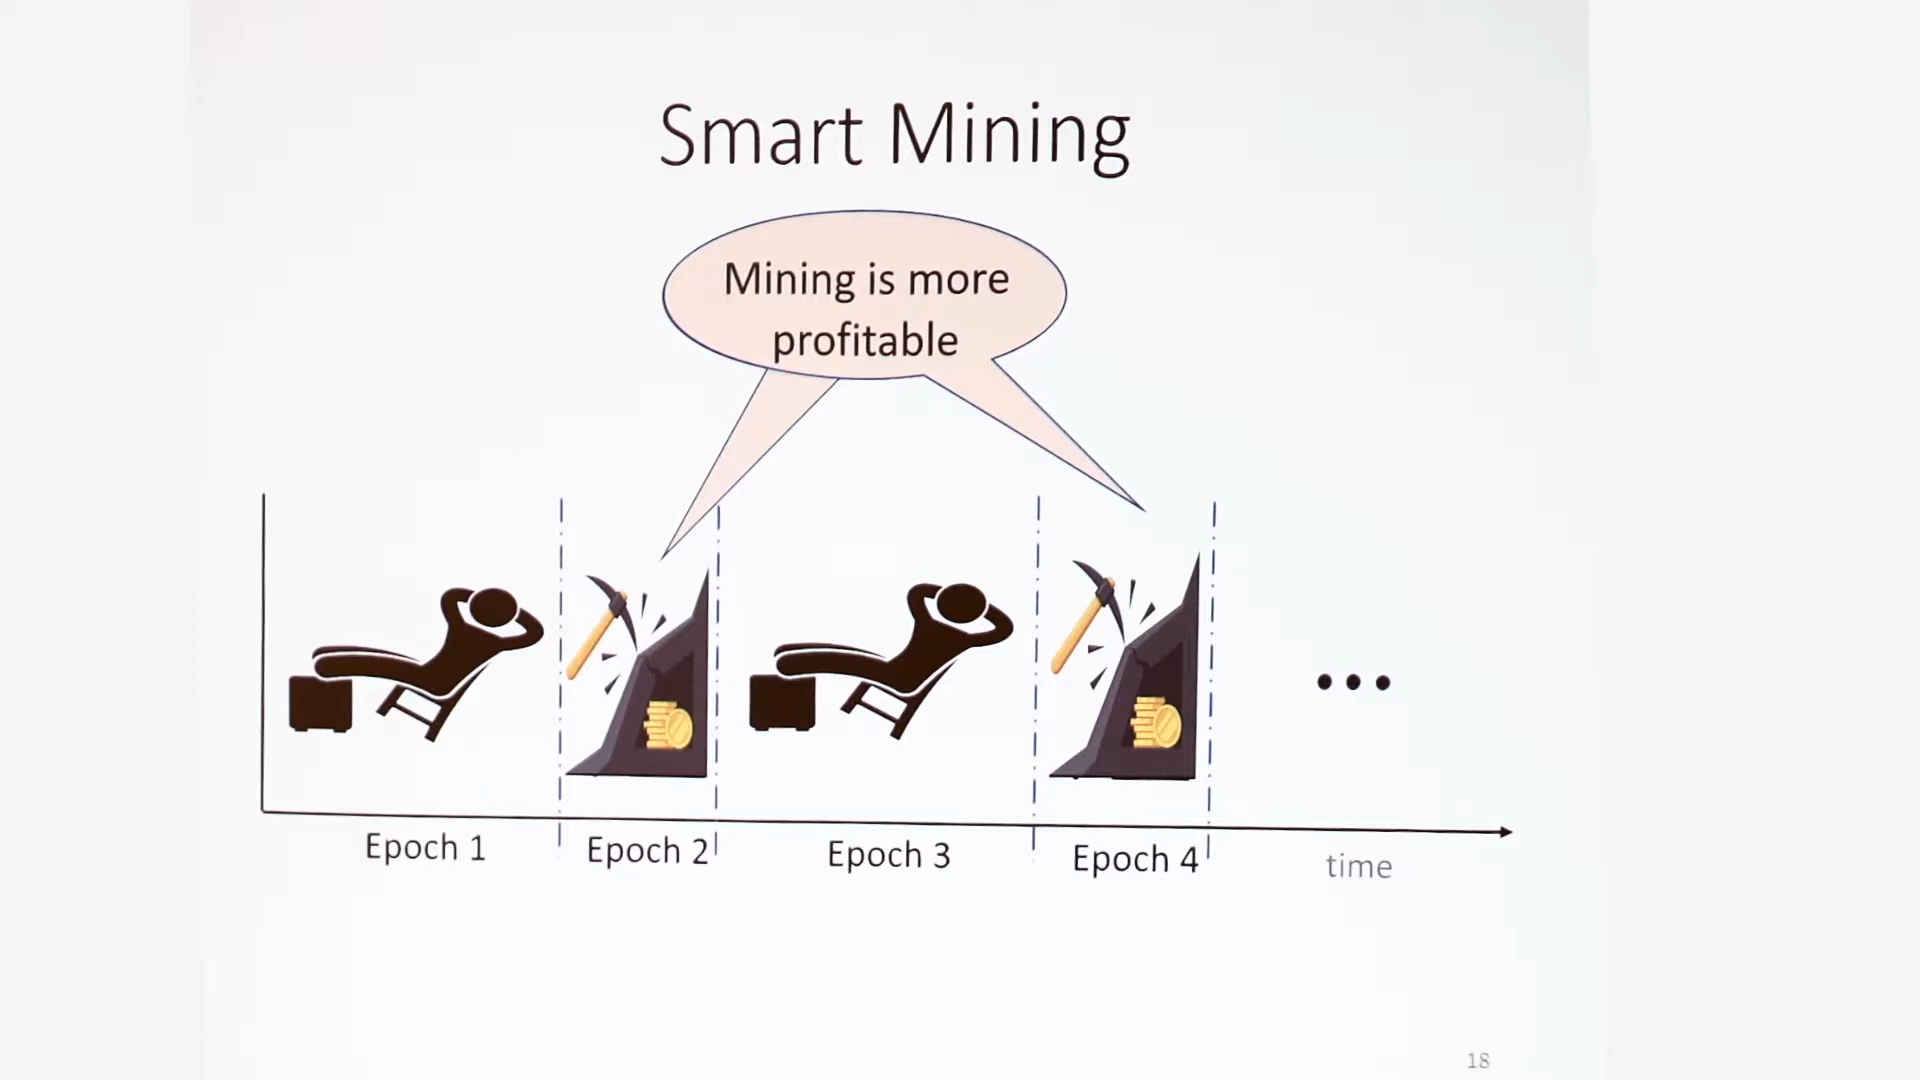 Smart Mining
Mining is more
profitable
Epoch 1
Epoch 2
Epoch 3
Epoch 4
time
18